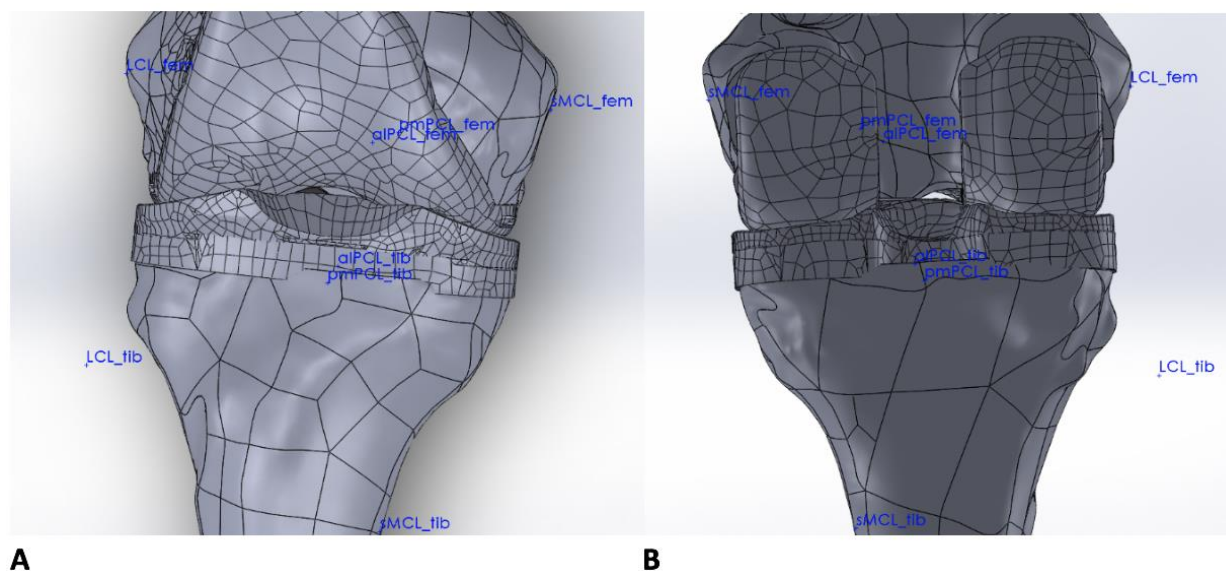 LCL_fem
sMCL_fem
pmPCL_fem
alPCL_fem
alPCL_tib
pmPCL_tib
LCL_tib
sMCL_tib
A
LCL_fem
sMCL_fem
pmPCL_fem
alPCL_fem
alPCL_tib
pmPCL_tib
LCL_tib
sMCL_tib
B